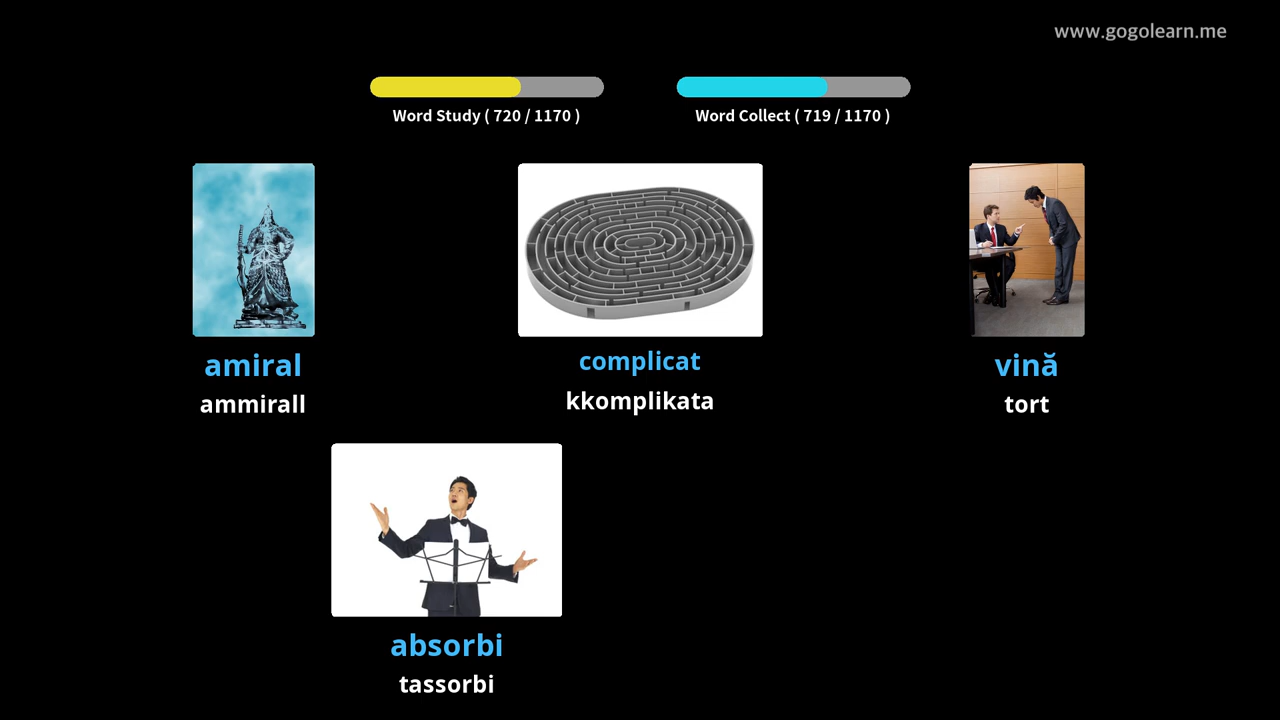 www.gogolearn.me
Word Study ( 720 / 1170 )
Word Collect ( 719 / 1170 )
amiral
ammirall
complicat
kkomplikata
vină
tort
absorbi
tassorbi